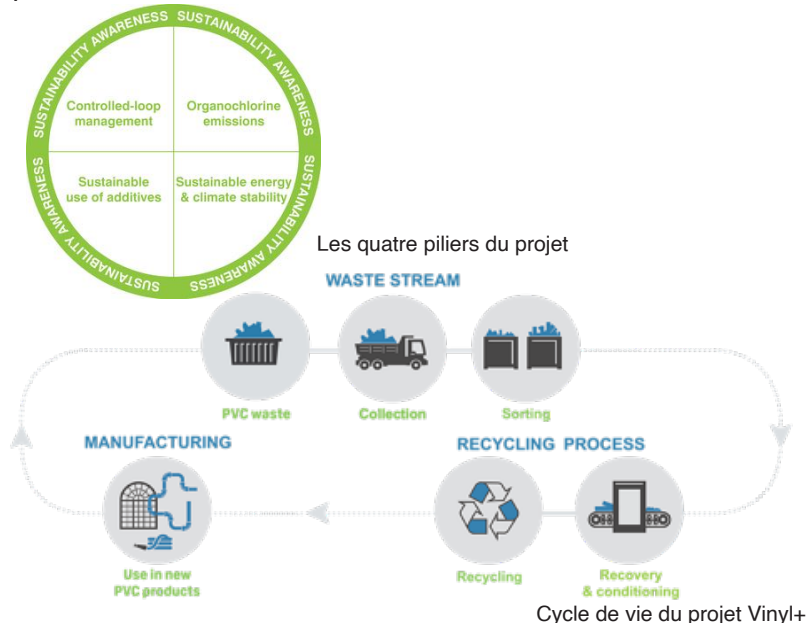 SUSTAINABILITY AWARENESS
SUSTAINABILITY AWARENESS
SUSTAINABILITY AWARENESS
SUSTAINABILITY AWARENESS
Controlled-loop
management
Organochlorine
emissions
Sustainable
use of additives
Sustainable energy
& climate stability
Les quatre piliers du projet
WASTE STREAM
PVC waste
Collection
Sorting
MANUFACTURING
RECYCLING PROCESS
Use in new
PVC products
Recycling
Recovery
& conditioning
Cycle de vie du projet Vinyl+